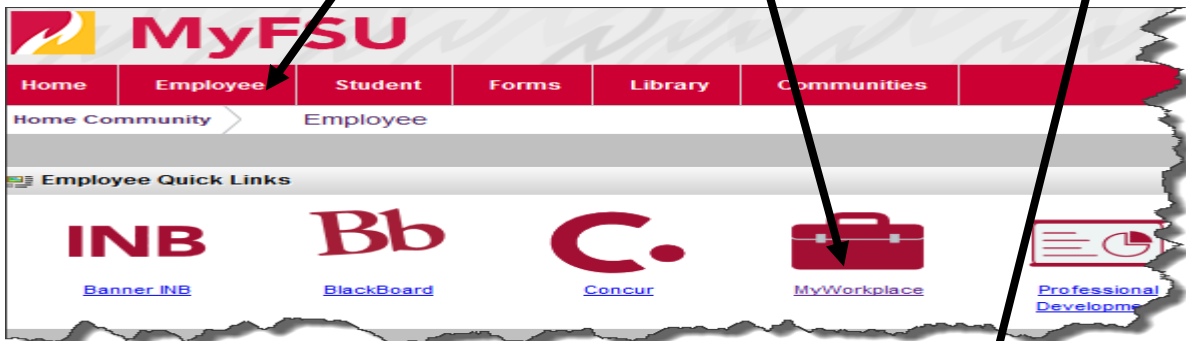 MyFSU
Home Employee Student Forms Library Communities
Home Community Employee
Employee Quick Links
INB Bb C.
Banner INB BlackBoard Concur MyWorkplace Professional